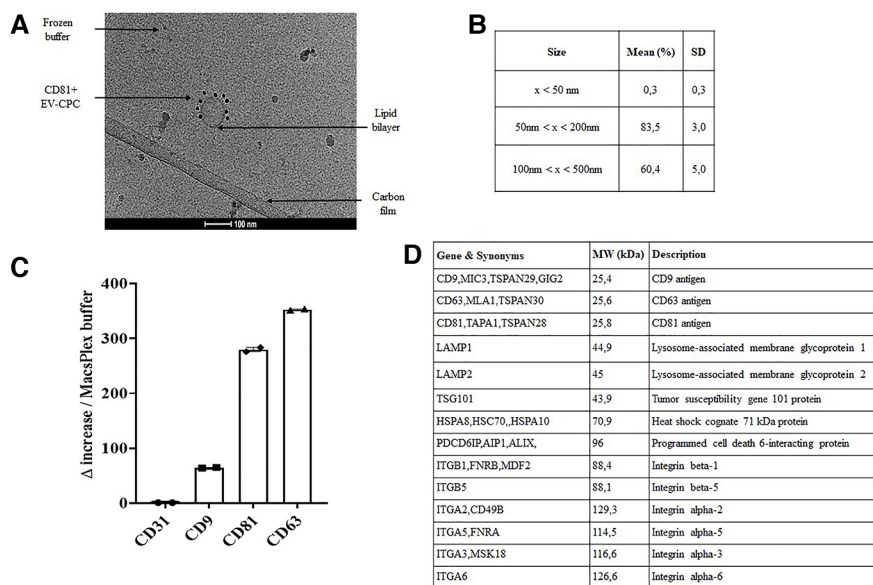 A
Frozen
buffer
CD81+
EV-CPC
Lipid
bilayer
Carbon
film
100 nm
B
Size Mean (%) SD
x < 50 nm 0,3 0,3
50nm < x < 200nm 83,5 3,0
100nm < x < 500nm 60,4 5,0
C
Δ increase / MacsPlex buffer
400
300
200
100
0
CD31 CD9 CD81 CD63
D
Gene & Synonyms MW (kDa) Description
CD9,MIC3,TSPAN29,GIG2 25,4 CD9 antigen
CD63,MLA1,TSPAN30 25,6 CD63 antigen
CD81,TAPA1,TSPAN28 25,8 CD81 antigen
LAMP1 44,9 Lysosome-associated membrane glycoprotein 1
LAMP2 45 Lysosome-associated membrane glycoprotein 2
TSG101 43,9 Tumor susceptibility gene 101 protein
HSPA8,HSC70,,HSPA10 70,9 Heat shock cognate 71 kDa protein
PDCD6IP,AIP1,ALIX, 96 Programmed cell death 6-interacting protein
ITGB1,FNRB,MDF2 88,4 Integrin beta-1
ITGB5 88,1 Integrin beta-5
ITGA2,CD49B 129,3 Integrin alpha-2
ITGA5,FNRA 114,5 Integrin alpha-5
ITGA3,MSK18 116,6 Integrin alpha-3
ITGA6 126,6 Integrin alpha-6